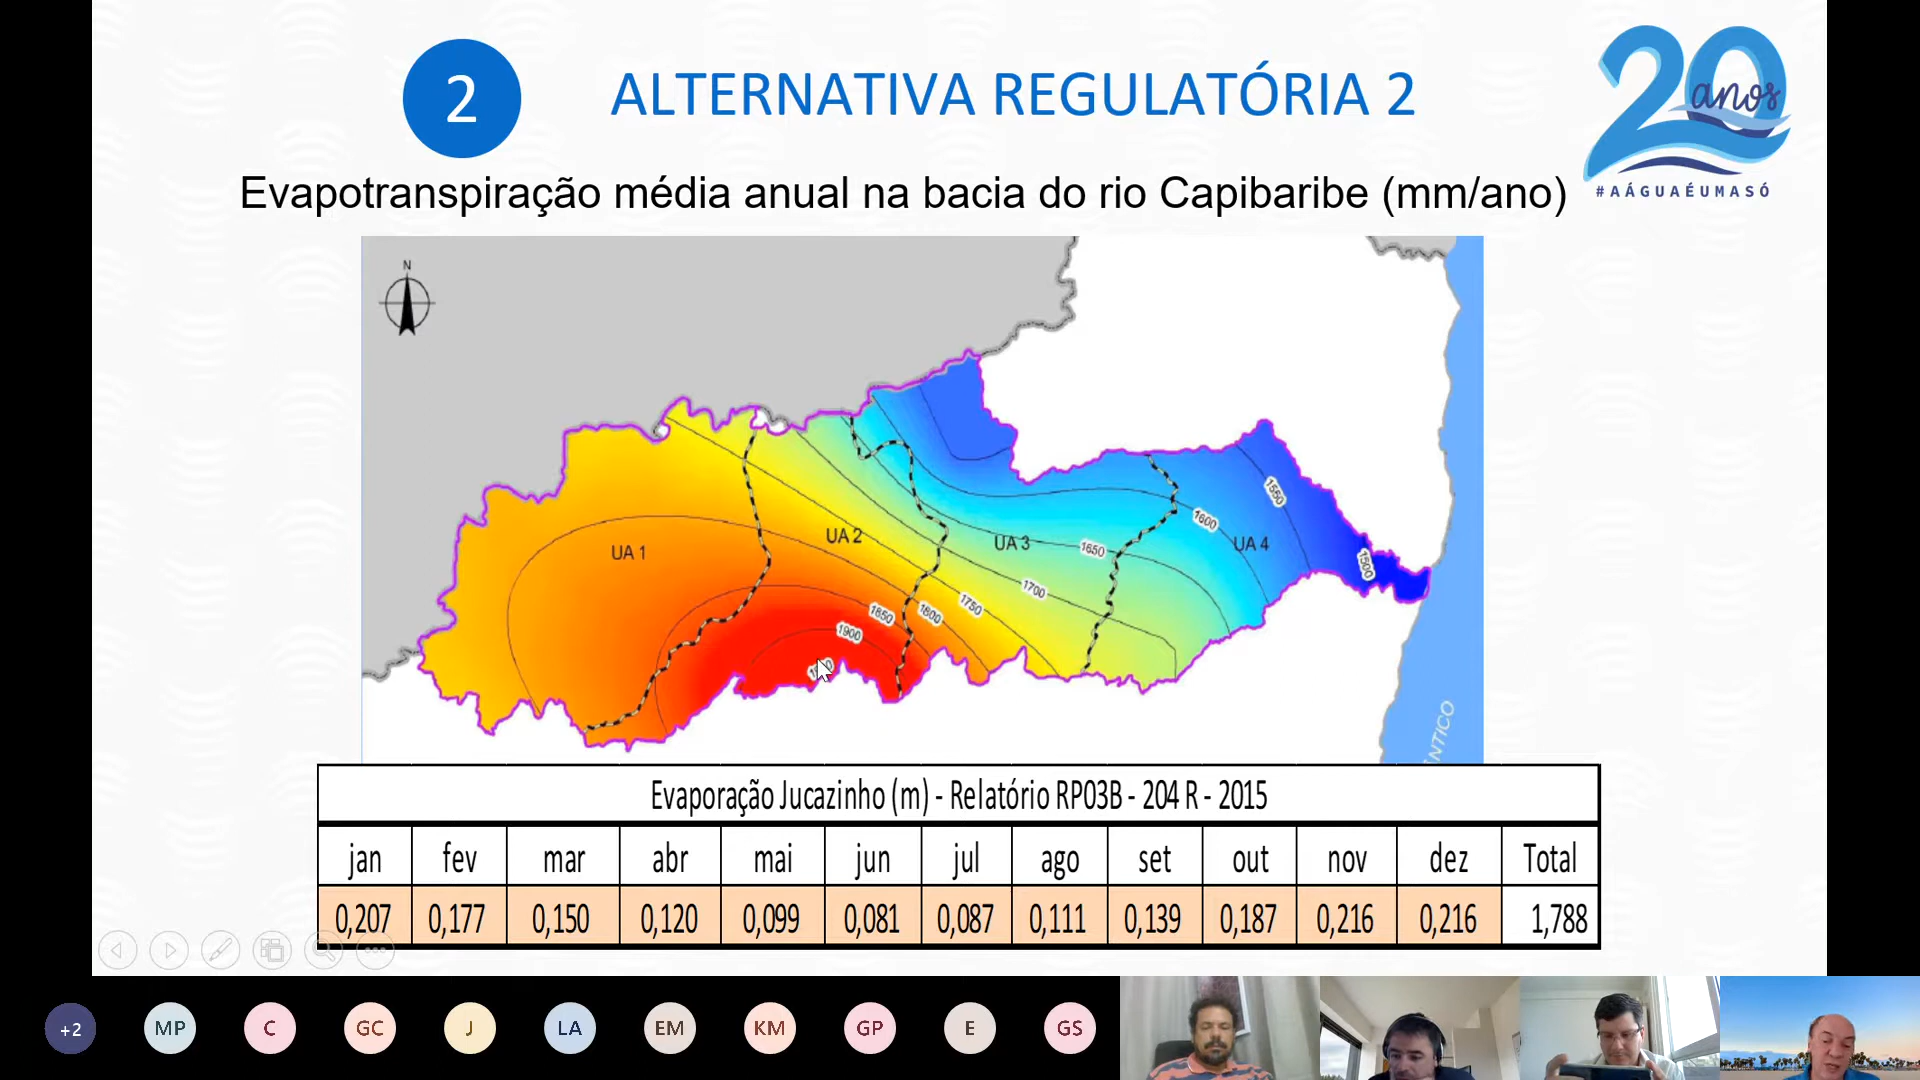 2
ALTERNATIVA REGULATÓRIA 2
20 anos
#AÁGUAÉUMASÓ
Evapotranspiração média anual na bacia do rio Capibaribe (mm/ano)
N
UA 1
UA 2
UA 3
UA 4
1550
1600
1650
1500
1700
1750
1800
1850
1900
NTICO
Evaporação Jucazinho (m) - Relatório RP03B - 204 R - 2015
jan fev mar abr mai jun jul ago set out nov dez Total
0,207 0,177 0,150 0,120 0,099 0,081 0,087 0,111 0,139 0,187 0,216 0,216 1,788
+2 MP C GC J LA EM KM GP E GS